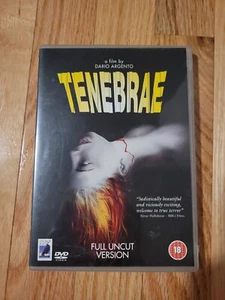 a film by
DARIO ARGENTO
TENEBRAE
"Sadistically beautiful
and viciously exciting,
welcome to true terror"
FULL UNCUT
VERSION
DVD
18